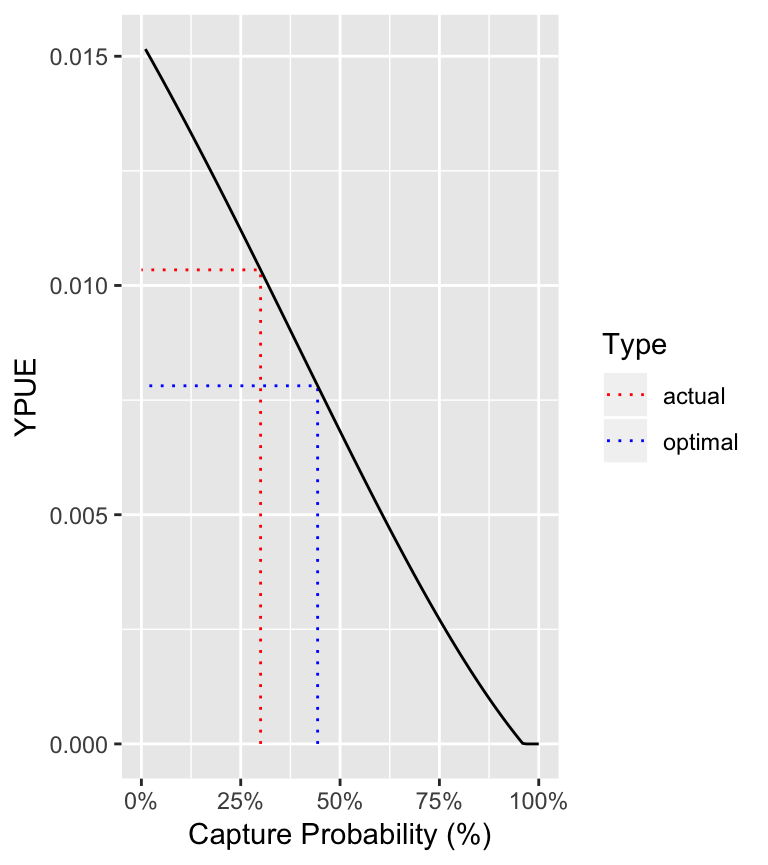 0.015
0.010
0.005
0.000
YPUE
0% 25% 50% 75% 100%
Capture Probability (%)
Type
actual
optimal